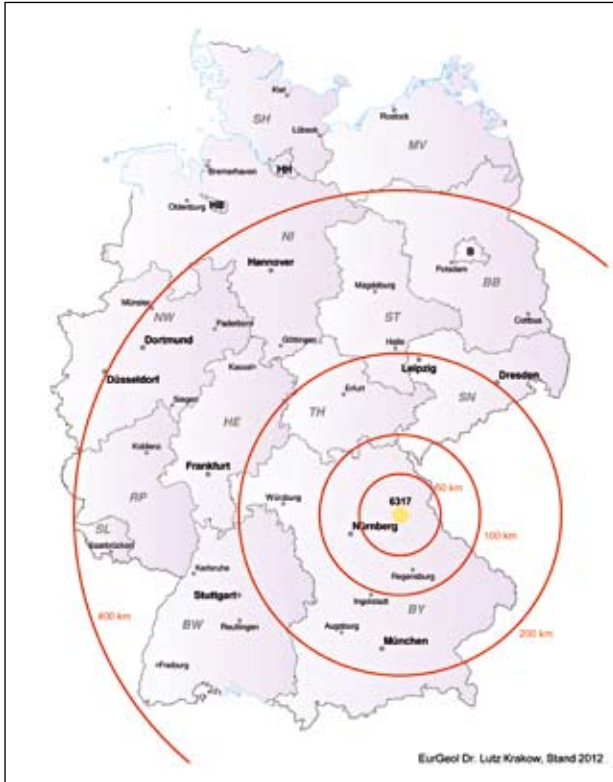 Kiel
SH
Rostock
Lübeck
MV
Bremerhaven
HH
Oldenburg
HB
NI
Hannover
Potsdam
B
BB
Magdeburg
Münster
NW
ST
Cottbus
Paderborn
Dortmund
Göttingen
Halle
Leipzig
Düsseldorf
Kassel
Dresden
Erfurt
SN
Siegen
HE
TH
Koblenz
Frankfurt
50 km
RP
Würzburg
6317
SL
Nürnberg
100 km
Saarbrücken
Karlsruhe
Regensburg
Stuttgart
Ingolstadt
BY
400 km
BW
Reutlingen
Augsburg
200 km
München
Freiburg
EurGeol Dr. Lutz Krakow, Stand 2012